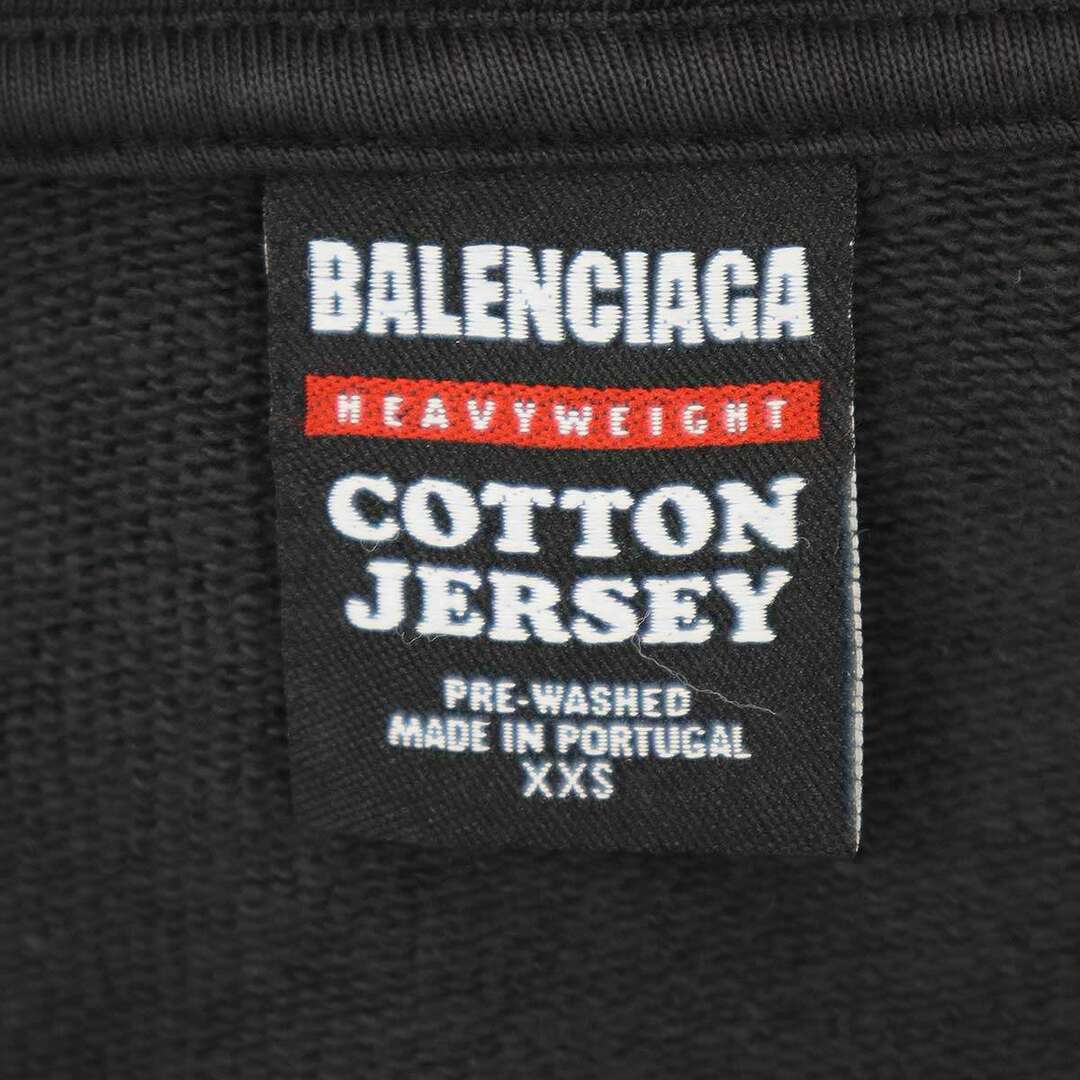 BALENCIAGA
HEAVYWEIGHT
COTTON
JERSEY
PRE-WASHED
MADE IN PORTUGAL
XXS